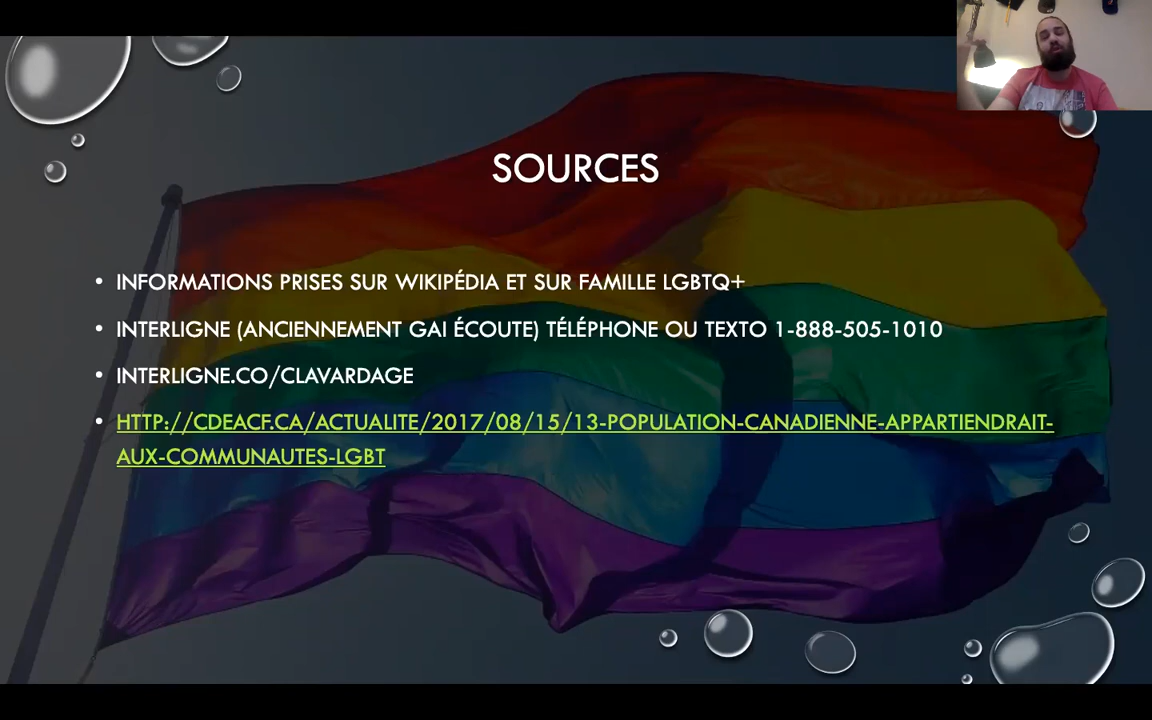 SOURCES
• INFORMATIONS PRISES SUR WIKIPÉDIA ET SUR FAMILLE LGBTQ+
• INTERLIGNE (ANCIENNEMENT GAI ÉCOUTE) TÉLÉPHONE OU TEXTO 1-888-505-1010
• INTERLIGNE.CO/CLAVARDAGE
• HTTP://CDEACF.CA/ACTUALITE/2017/08/15/13-POPULATION-CANADIENNE-APPARTIENDRAIT-
AUX-COMMUNAUTES-LGBT